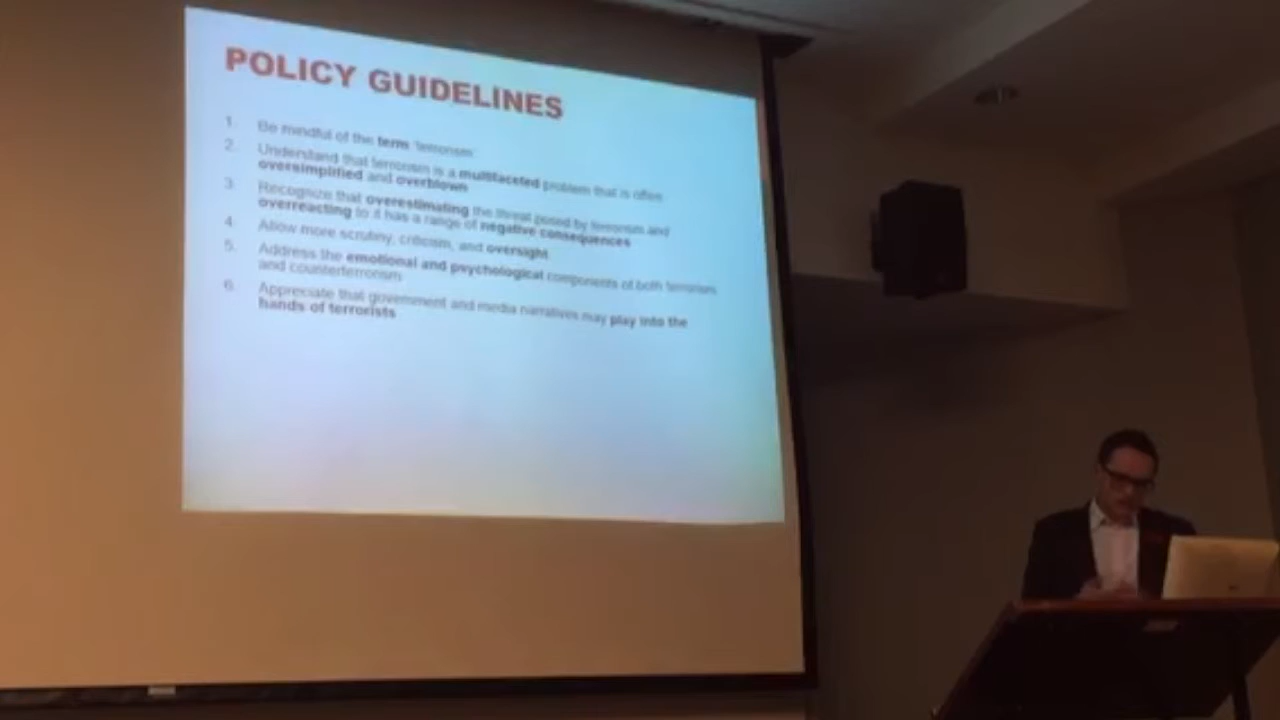 POLICY GUIDELINES
1. Be mindful of the term 'terrorism'
2. Understand that terrorism is a multifaceted problem that is often
oversimplified and overblown
3. Recognize that overestimating the threat posed by terrorism and
overreacting to it has a range of negative consequences
4. Allow more scrutiny, criticism, and oversight
5. Address the emotional and psychological components of both terrorism
and counterterrorism
6. Appreciate that government and media narratives may play into the
hands of terrorists